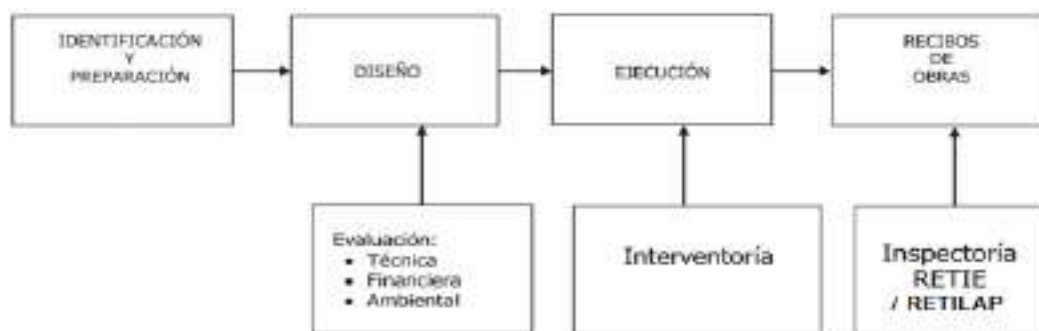 IDENTIFICACIÓN
Y
PREPARACIÓN
DISEÑO
EJECUCIÓN
RECIBOS
DE
OBRAS
Evaluación:
• Técnica
• Financiera
• Ambiental
Interventoría
Inspectoría
RETIE
/ RETILAP